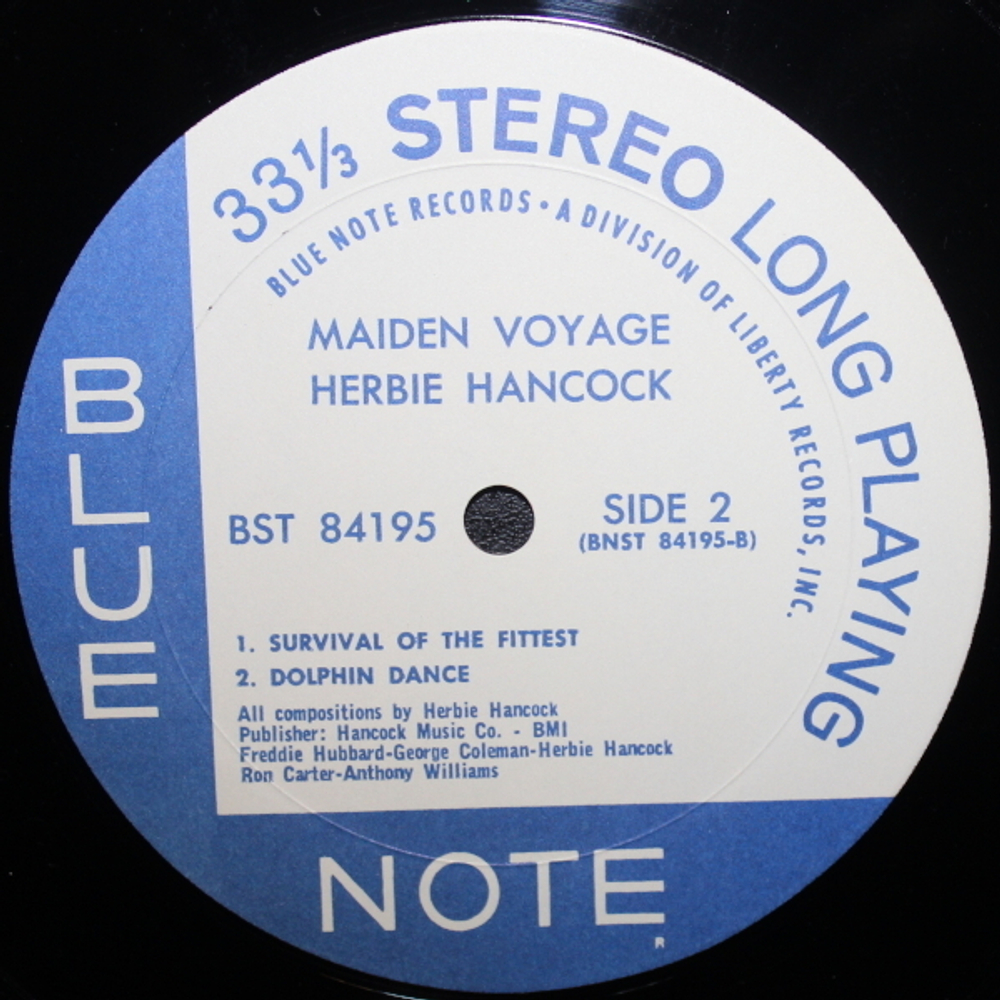 33 1/3 STEREO LONG PLAYING
BLUE NOTE RECORDS • A DIVISION OF LIBERTY RECORDS, INC.
MAIDEN VOYAGE
HERBIE HANCOCK
BST 84195
SIDE 2
(BNST 84195-B)
1. SURVIVAL OF THE FITTEST
2. DOLPHIN DANCE
All compositions by Herbie Hancock
Publisher: Hancock Music Co. - BMI
Freddie Hubbard-George Coleman-Herbie Hancock
Ron Carter-Anthony Williams
BLUE
NOTE
R